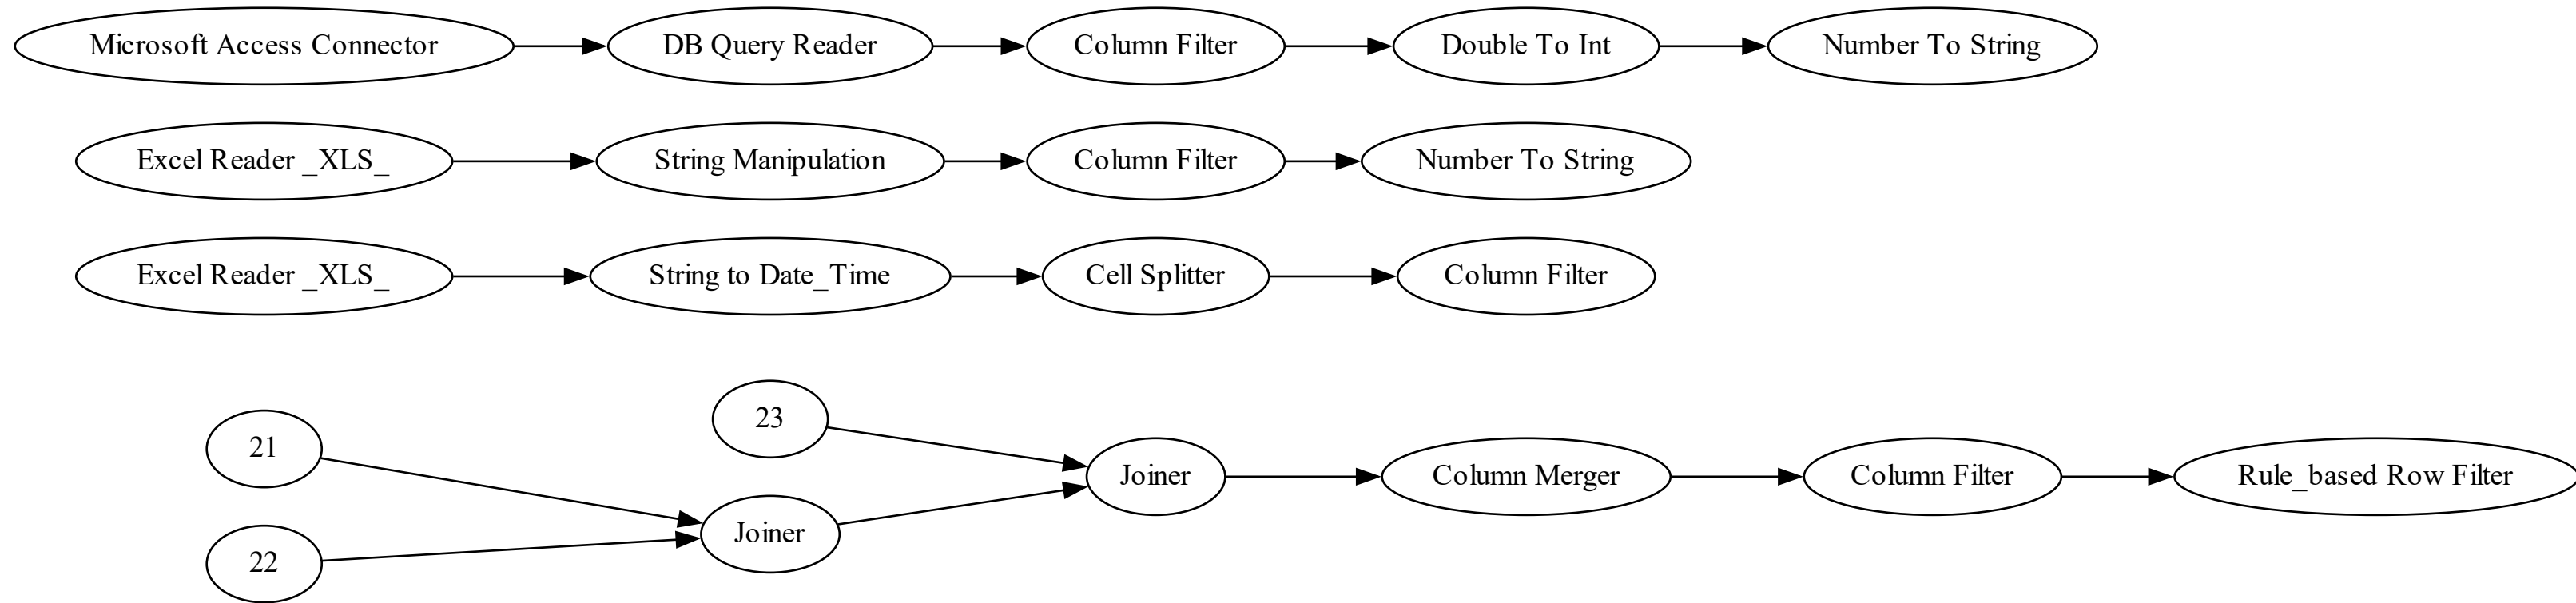 Microsoft Access Connector
DB Query Reader
Column Filter
Double To Int
Number To String
Excel Reader _XLS_
String Manipulation
Column Filter
Number To String
Excel Reader _XLS_
String to Date_Time
Cell Splitter
Column Filter
21
22
23
Joiner
Joiner
Column Merger
Column Filter
Rule_based Row Filter